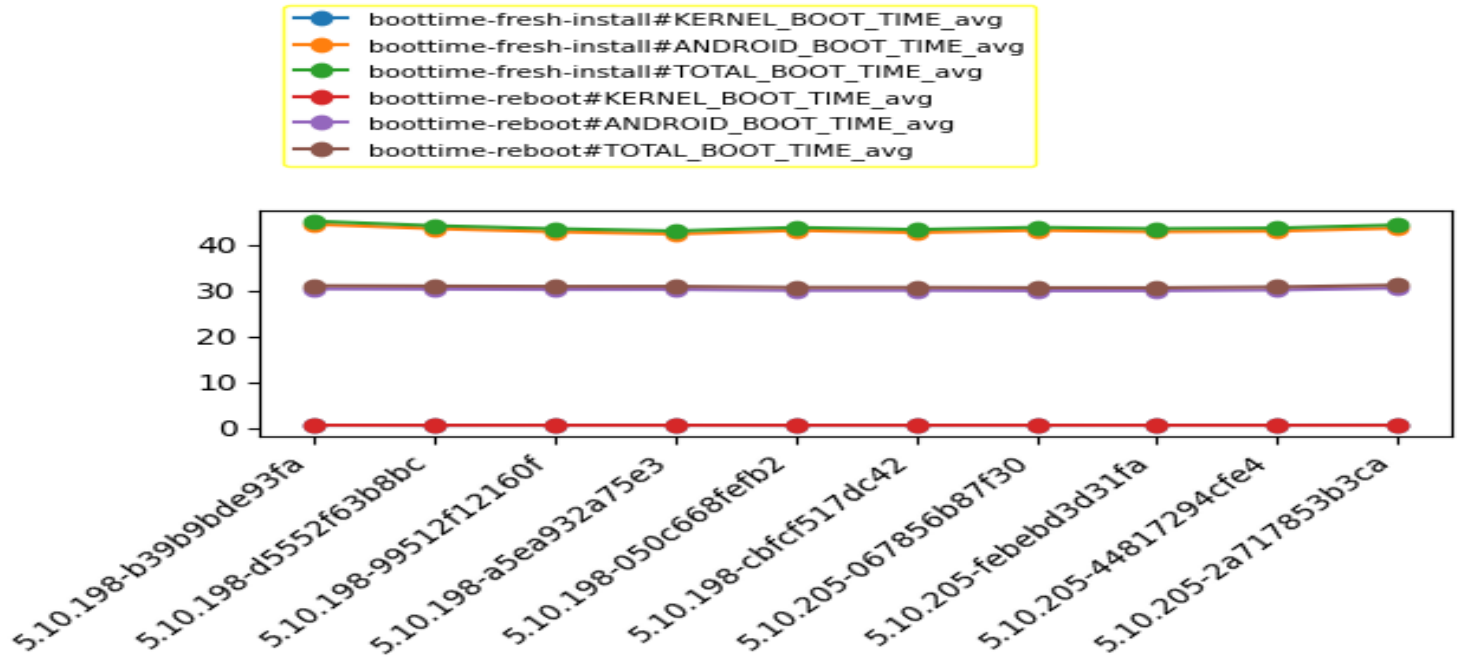 boottime-fresh-install#KERNEL_BOOT_TIME_avg
boottime-fresh-install#ANDROID_BOOT_TIME_avg
boottime-fresh-install#TOTAL_BOOT_TIME_avg
boottime-reboot#KERNEL_BOOT_TIME_avg
boottime-reboot#ANDROID_BOOT_TIME_avg
boottime-reboot#TOTAL_BOOT_TIME_avg
40
30
20
10
0
5.10.198-b39b9bde93fa
5.10.198-d5552f63b8bc
5.10.198-99512f12160f
5.10.198-a5ea932a75e3
5.10.198-050c668fefb2
5.10.198-cbfcf517dc42
5.10.205-067856b87f30
5.10.205-febebd3d31fa
5.10.205-44817294cfe4
5.10.205-2a717853b3ca